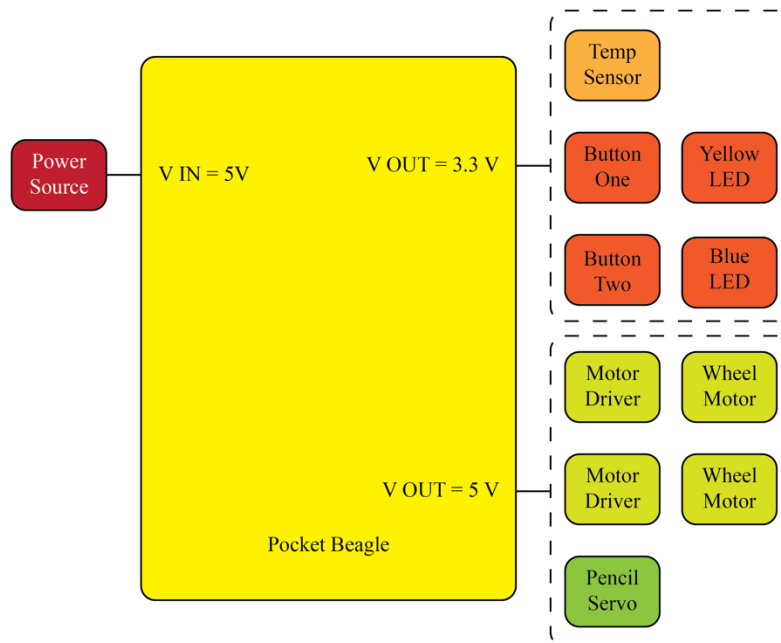 Power
Source
V IN = 5V
V OUT = 3.3 V
V OUT = 5 V
Pocket Beagle
Temp
Sensor
Button
One
Yellow
LED
Button
Two
Blue
LED
Motor
Driver
Wheel
Motor
Motor
Driver
Wheel
Motor
Pencil
Servo